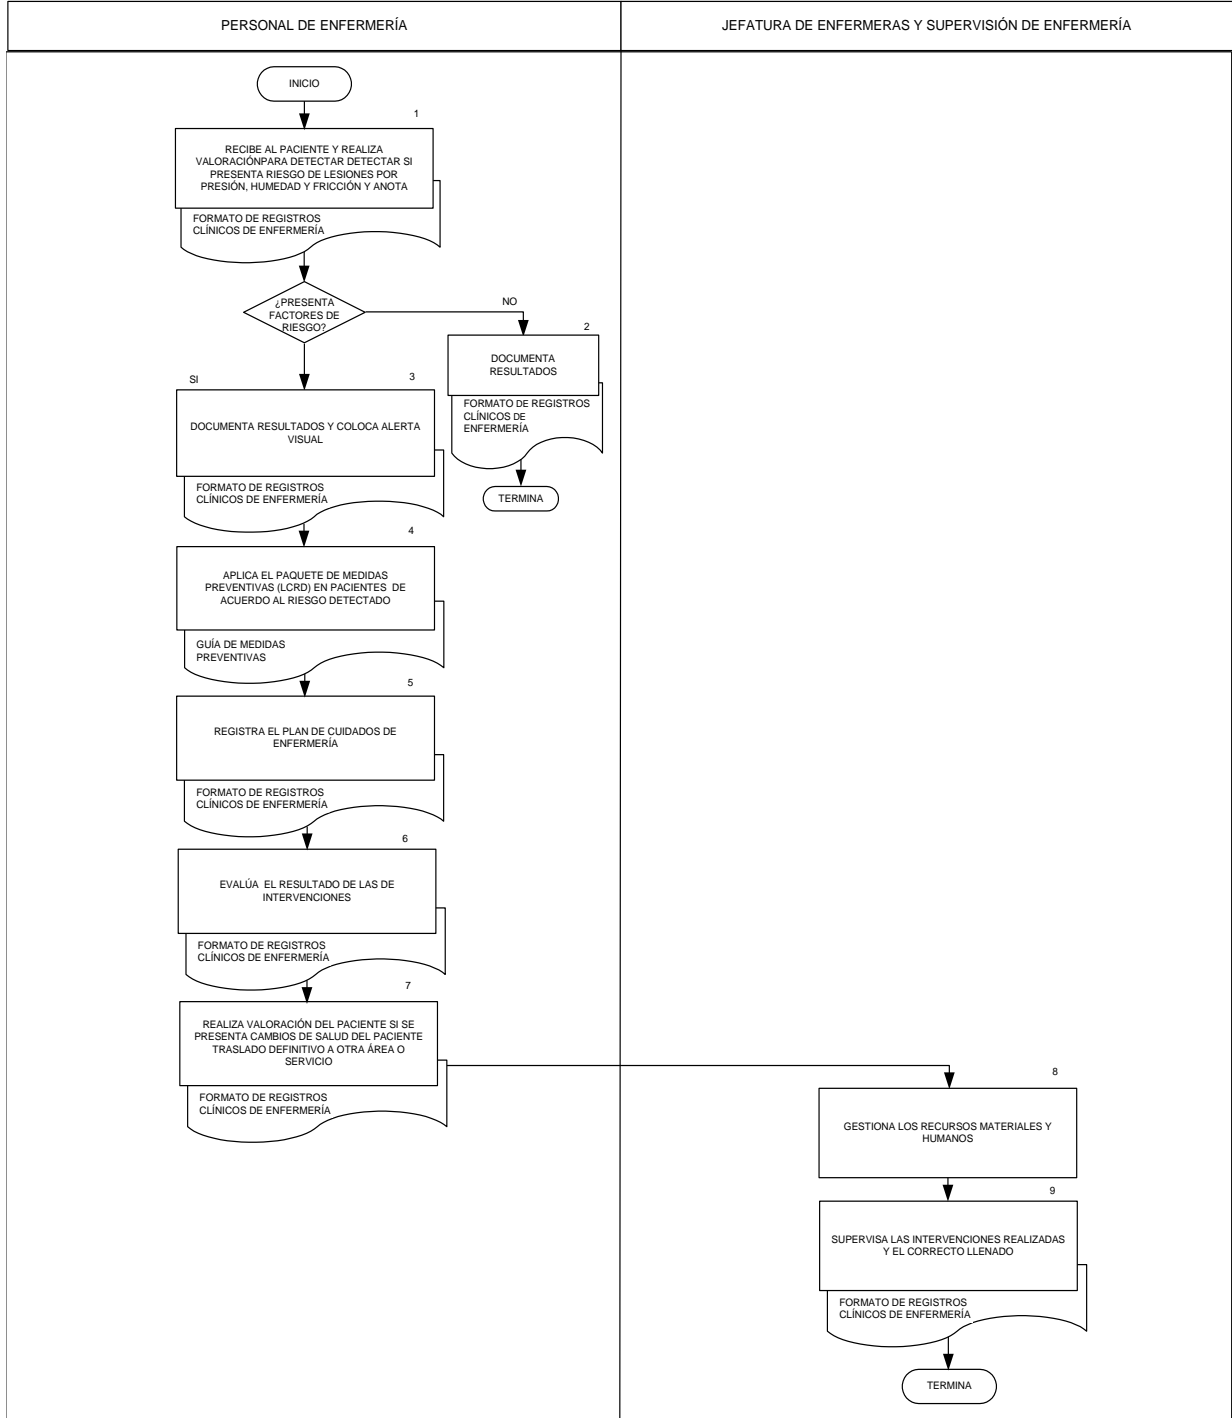 PERSONAL DE ENFERMERÍA
JEFATURA DE ENFERMERAS Y SUPERVISIÓN DE ENFERMERÍA
INICIO
1
RECIBE AL PACIENTE Y REALIZA
VALORACIÓNPARA DETECTAR DETECTAR SI
PRESENTA RIESGO DE LESIONES POR
PRESIÓN, HUMEDAD Y FRICCIÓN Y ANOTA
FORMATO DE REGISTROS
CLÍNICOS DE ENFERMERÍA
¿PRESENTA
FACTORES DE
RIESGO?
NO
2
DOCUMENTA
RESULTADOS
FORMATO DE REGISTROS
CLÍNICOS DE
ENFERMERÍA
TERMINA
SI
3
DOCUMENTA RESULTADOS Y COLOCA ALERTA
VISUAL
FORMATO DE REGISTROS
CLÍNICOS DE ENFERMERÍA
4
APLICA EL PAQUETE DE MEDIDAS
PREVENTIVAS (LCRD) EN PACIENTES DE
ACUERDO AL RIESGO DETECTADO
GUÍA DE MEDIDAS
PREVENTIVAS
5
REGISTRA EL PLAN DE CUIDADOS DE
ENFERMERÍA
FORMATO DE REGISTROS
CLÍNICOS DE ENFERMERÍA
6
EVALÚA EL RESULTADO DE LAS DE
INTERVENCIONES
FORMATO DE REGISTROS
CLÍNICOS DE ENFERMERÍA
7
REALIZA VALORACIÓN DEL PACIENTE SI SE
PRESENTA CAMBIOS DE SALUD DEL PACIENTE
TRASLADO DEFINITIVO A OTRA ÁREA O
SERVICIO
FORMATO DE REGISTROS
CLÍNICOS DE ENFERMERÍA
8
GESTIONA LOS RECURSOS MATERIALES Y
HUMANOS
9
SUPERVISA LAS INTERVENCIONES REALIZADAS
Y EL CORRECTO LLENADO
FORMATO DE REGISTROS
CLÍNICOS DE ENFERMERÍA
TERMINA